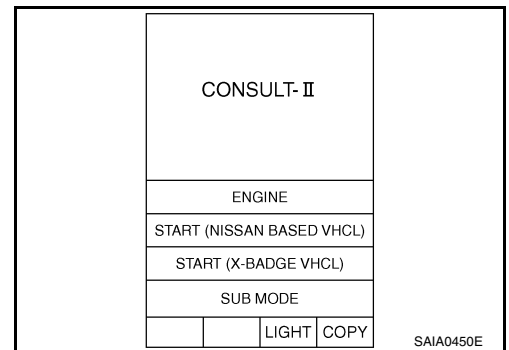 CONSULT-II
ENGINE
START (NISSAN BASED VHCL)
START (X-BADGE VHCL)
SUB MODE
LIGHT COPY
SAIA0450E